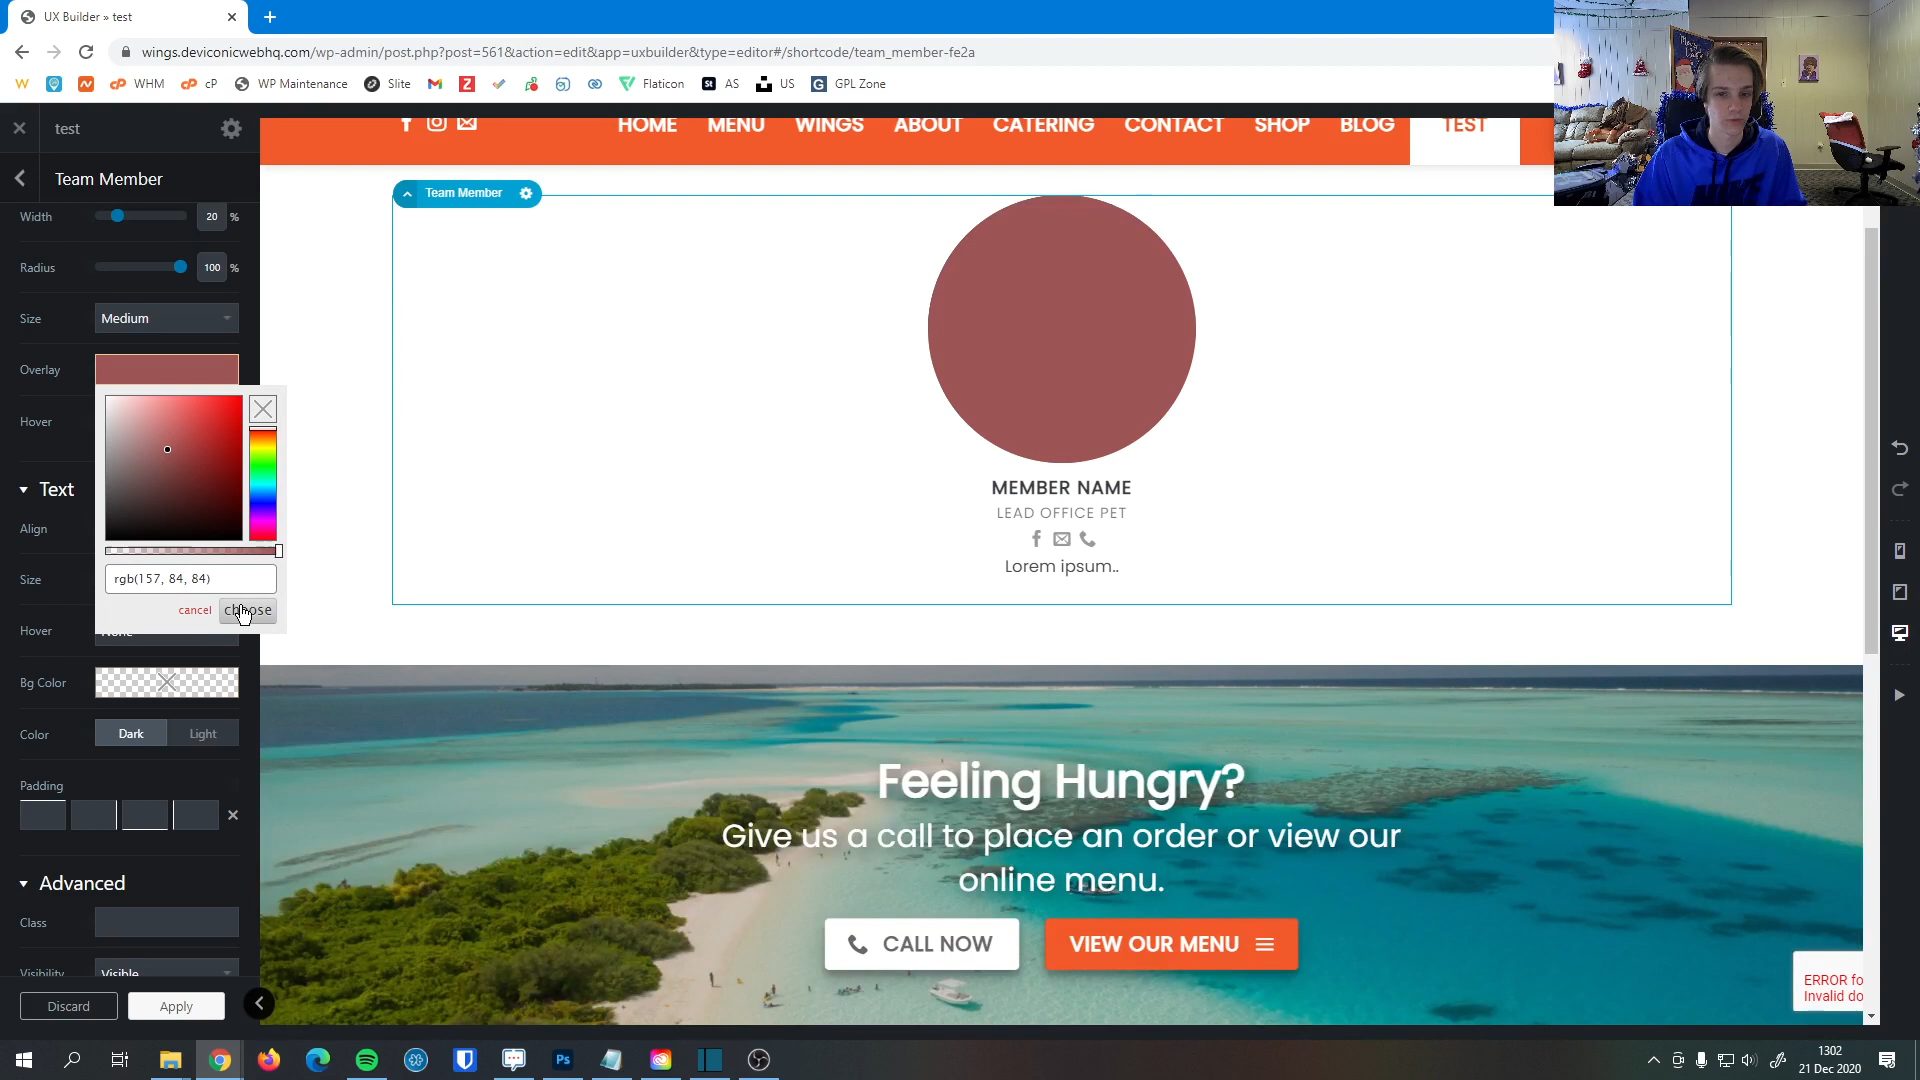 UX Builder » test
wings.deviconicwebhq.com/wp-admin/post.php?post=561&action=edit&app=uxbuilder&type=editor#/shortcode/team_member-fe2a
WHM
cP
WP Maintenance
Slite
Flaticon
AS
US
GPL Zone
test
HOME MENU WINGS ABOUT CATERING CONTACT SHOP BLOG TEST
Team Member
Team Member
Width 20 %
Radius 100 %
Size Medium
Overlay
Hover
rgb(157, 84, 84)
cancel choose
Text
Align
Size
Hover
Bg Color
Color Dark Light
Padding
Advanced
Class
Visibility Visible
Discard Apply
MEMBER NAME
LEAD OFFICE PET
Lorem ipsum..
Feeling Hungry?
Give us a call to place an order or view our
online menu.
CALL NOW
VIEW OUR MENU
ERROR fo
Invalid do
1302
21 Dec 2020